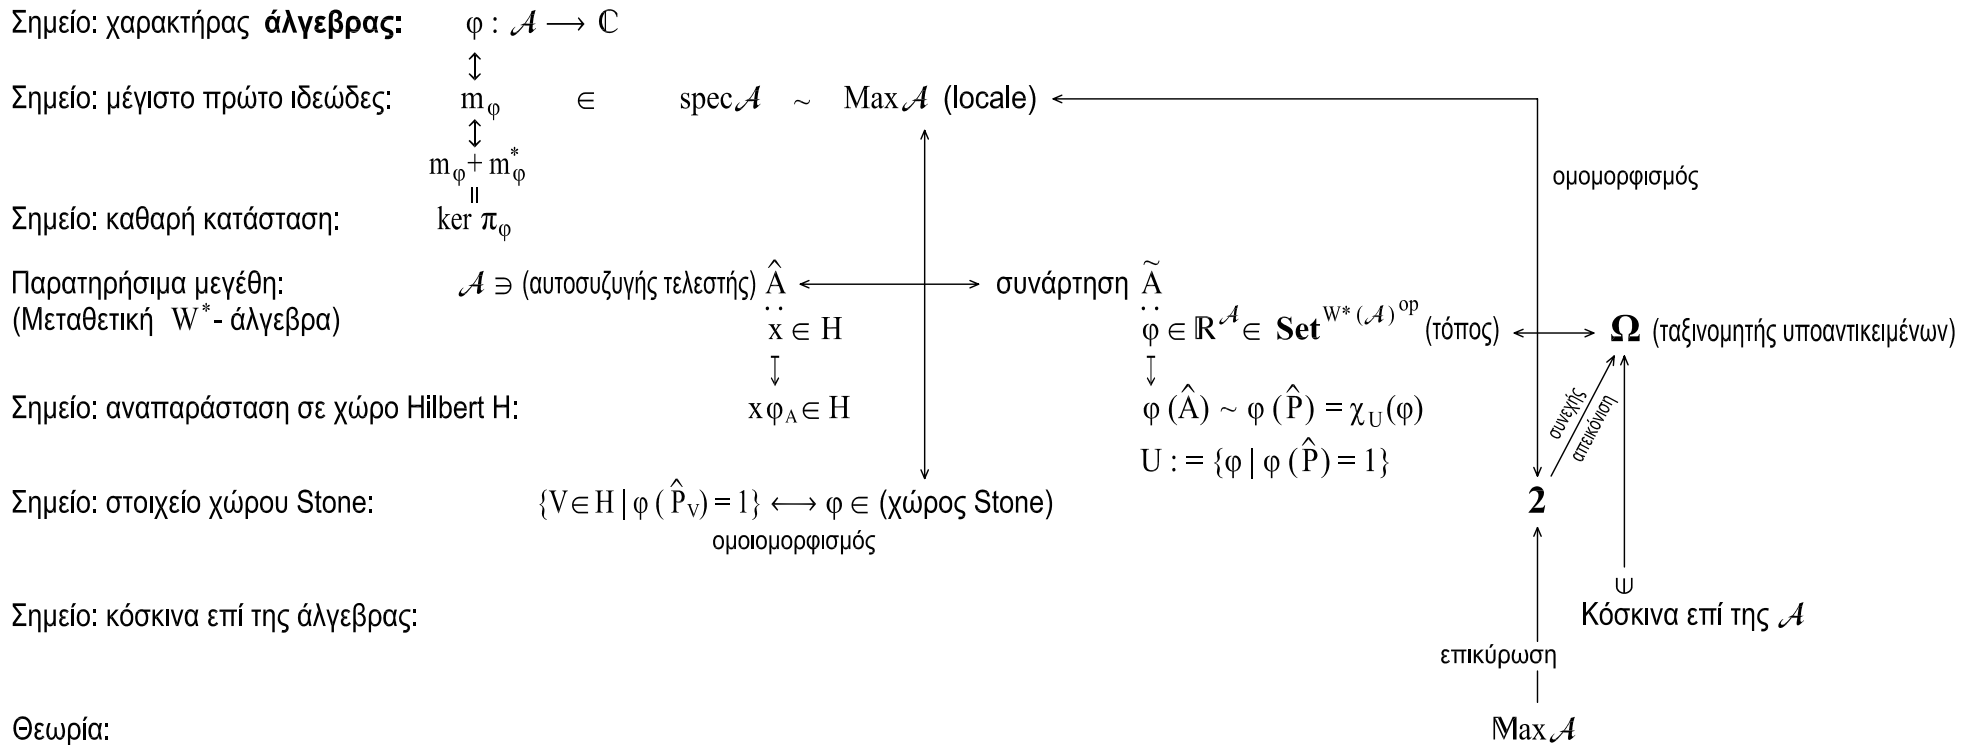 Σημείο: χαρακτήρας άλγεβρας: φ : 𝒜 ⟶ ℂ
↕
Σημείο: μέγιστο πρώτο ιδεώδες: m_φ ∈ spec𝒜 ~ Max𝒜 (locale)
↕
m_φ + m*_φ
ομομορφισμός
॥
Σημείο: καθαρή κατάσταση: ker π_φ
Παρατηρήσιμα μεγέθη: 𝒜 ∋ (αυτοσυζυγής τελεστής) Â ⟷ συνάρτηση Ã
(Μεταθετική W*- άλγεβρα) x ∈ H φ ∈ ℝ^𝒜 ∈ Set^W*(𝒜)^op (τόπος) ⟷ Ω (ταξινομητής υποαντικειμένων)
Σημείο: αναπαράσταση σε χώρο Hilbert H: xφ_A ∈ H φ(Â) ~ φ(P̂) = χ_U(φ)
συνεχής
απεικόνιση
U : = {φ | φ(P̂) = 1}
Σημείο: στοιχείο χώρου Stone: {V∈H | φ(P̂_V) = 1} ⟷ φ ∈ (χώρος Stone) 2
ομοιομορφισμός
Σημείο: κόσκινα επί της άλγεβρας: Κόσκινα επί της 𝒜
επικύρωση
Θεωρία: 𝕄ax𝒜